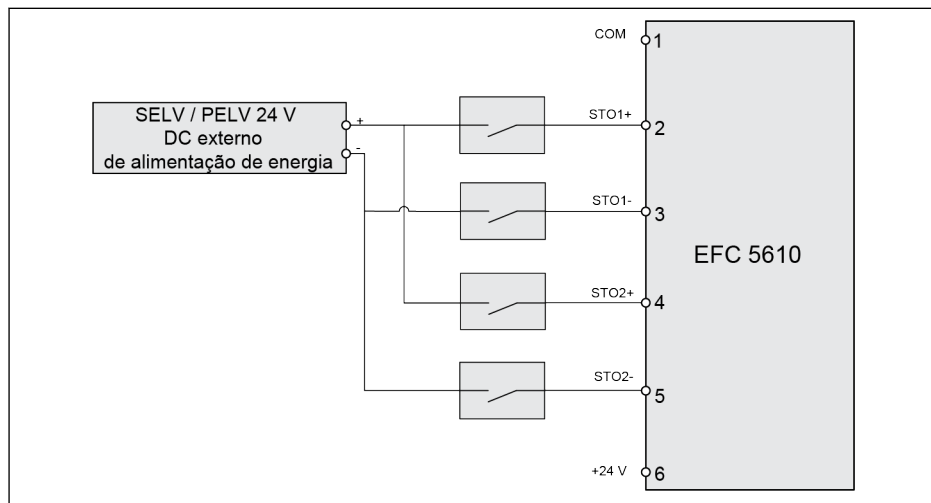 COM
1
SELV / PELV 24 V
DC externo
de alimentação de energia
+
-
STO1+
2
STO1-
3
EFC 5610
STO2+
4
STO2-
5
+24 V
6